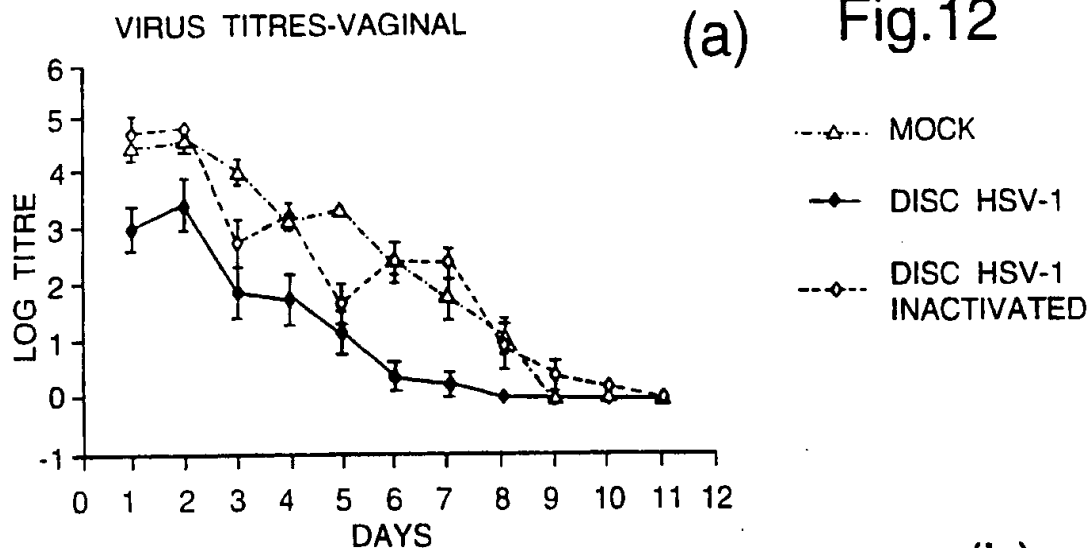 VIRUS TITRES-VAGINAL
(a)
Fig.12
6
5
4
3
2
1
0
-1
LOG TITRE
0 1 2 3 4 5 6 7 8 9 10 11 12
DAYS
MOCK
DISC HSV-1
DISC HSV-1
INACTIVATED